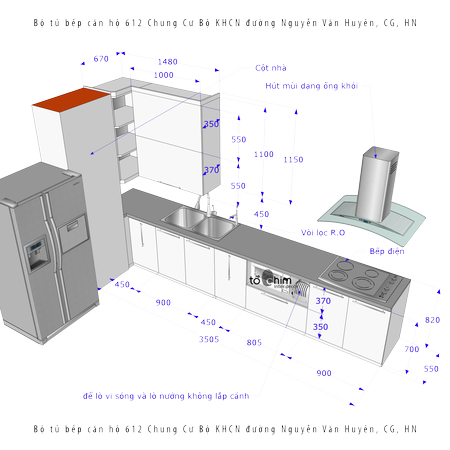 Bộ tủ bếp căn hộ 612 Chung Cư Bộ KHCN đường Nguyễn Văn Huyên, CG, HN
670
1480
1000
Cột nhà
Hút mùi dạng ống khói
350
550
1100
1150
370
550
450
Vòi lọc R.O
Bếp điện
tổ chim
450
900
450
3505
805
900
370
350
820
700
550
để lò vi sóng và lò nướng không lắp cánh
Bộ tủ bếp căn hộ 612 Chung Cư Bộ KHCN đường Nguyễn Văn Huyên, CG, HN